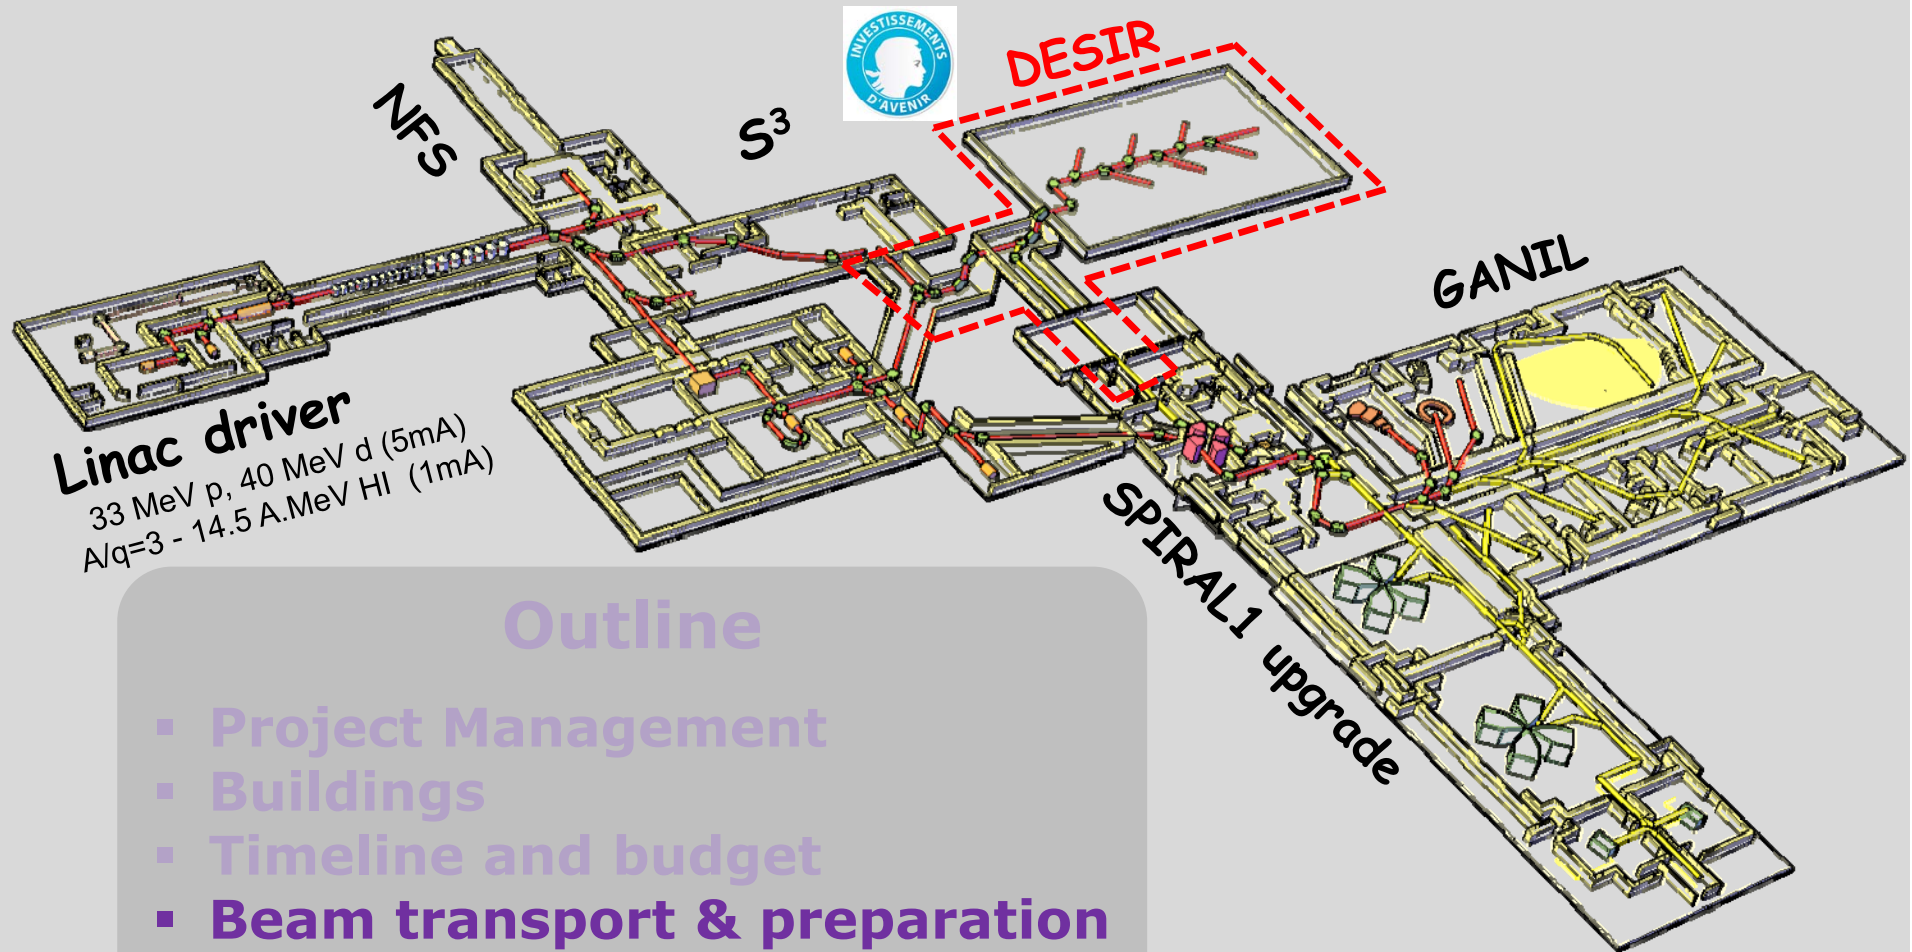 INVESTISSEMENTS D'AVENIR
DESIR
NFS
S³
GANIL
Linac driver
33 MeV p, 40 MeV d (5mA)
A/q=3 - 14.5 A.MeV HI (1mA)
SPIRAL1 upgrade
Outline
▪ Project Management
▪ Buildings
▪ Timeline and budget
▪ Beam transport & preparation